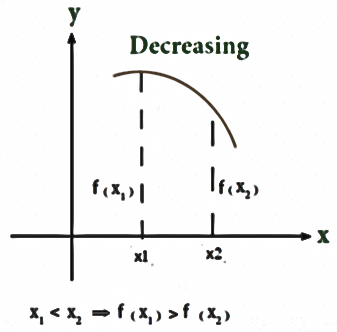 y
Decreasing
f(x₁) f(x₂)
x
x1 x2
x₁ < x₂ ⇒ f(x₁) > f(x₂)